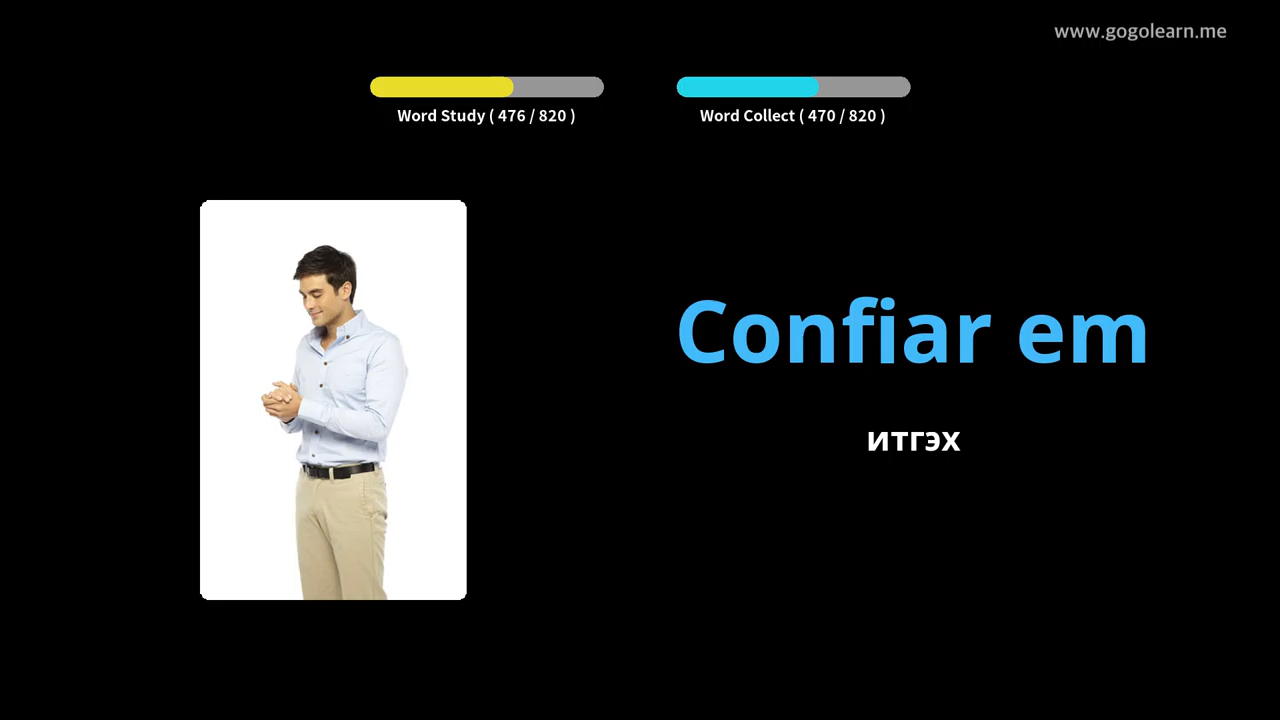 www.gogolearn.me
Word Study ( 476 / 820 )
Word Collect ( 470 / 820 )
Confiar em
итгэх